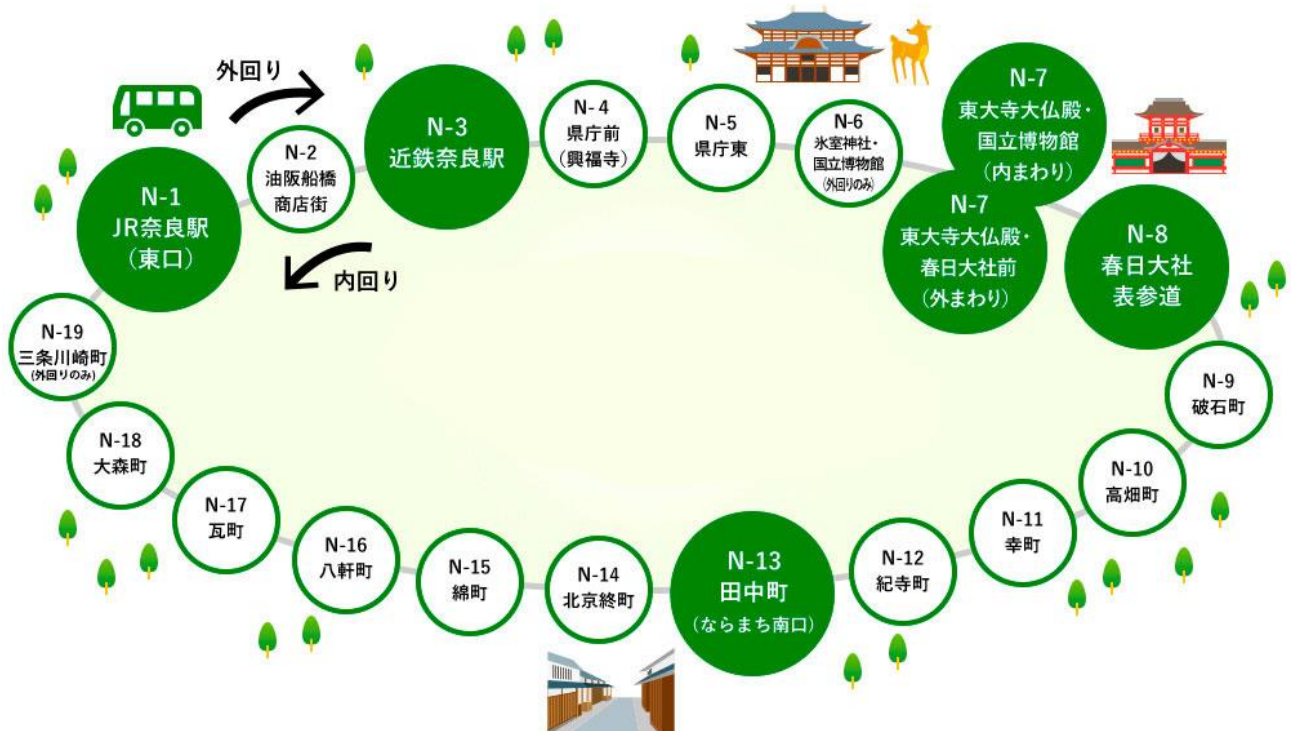 外回り
内回り
N-1
JR奈良駅
(東口)
N-2
油阪船橋
商店街
N-3
近鉄奈良駅
N-4
県庁前
(興福寺)
N-5
県庁東
N-6
氷室神社・
国立博物館
(外回りのみ)
N-7
東大寺大仏殿・
国立博物館
(内まわり)
N-7
東大寺大仏殿・
春日大社前
(外まわり)
N-8
春日大社
表参道
N-9
破石町
N-10
高畑町
N-11
幸町
N-12
紀寺町
N-13
田中町
(ならまち南口)
N-14
北京終町
N-15
綿町
N-16
八軒町
N-17
瓦町
N-18
大森町
N-19
三条川崎町
(外回りのみ)